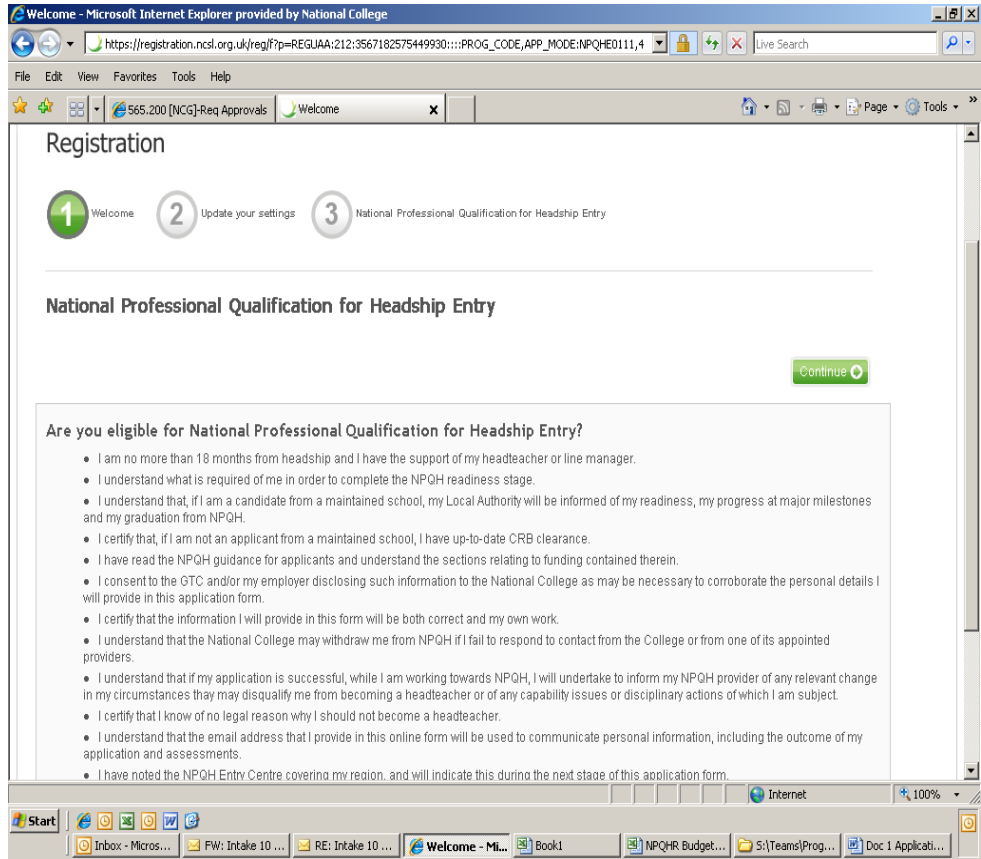 Welcome - Microsoft Internet Explorer provided by National College
https://registration.ncsl.org.uk/reg/f?p=REGUAA:212:3567182575449930::::PROG_CODE,APP_MODE:NPQHE0111,4
Live Search
File Edit View Favorites Tools Help
565.200 [NCG]-Req Approvals
Welcome
Page Tools
Registration
1 Welcome 2 Update your settings 3 National Professional Qualification for Headship Entry
National Professional Qualification for Headship Entry
Continue
Are you eligible for National Professional Qualification for Headship Entry?
• I am no more than 18 months from headship and I have the support of my headteacher or line manager.
• I understand what is required of me in order to complete the NPQH readiness stage.
• I understand that, if I am a candidate from a maintained school, my Local Authority will be informed of my readiness, my progress at major milestones
and my graduation from NPQH.
• I certify that, if I am not an applicant from a maintained school, I have up-to-date CRB clearance.
• I have read the NPQH guidance for applicants and understand the sections relating to funding contained therein.
• I consent to the GTC and/or my employer disclosing such information to the National College as may be necessary to corroborate the personal details I
will provide in this application form.
• I certify that the information I will provide in this form will be both correct and my own work.
• I understand that the National College may withdraw me from NPQH if I fail to respond to contact from the College or from one of its appointed
providers.
• I understand that if my application is successful, while I am working towards NPQH, I will undertake to inform my NPQH provider of any relevant change
in my circumstances thay may disqualify me from becoming a headteacher or of any capability issues or disciplinary actions of which I am subject.
• I certify that I know of no legal reason why I should not become a headteacher.
• I understand that the email address that I provide in this online form will be used to communicate personal information, including the outcome of my
application and assessments.
• I have noted the NPQH Entry Centre covering my region, and will indicate this during the next stage of this application form.
Internet
100%
Start
Inbox - Micros...
FW: Intake 10 ...
RE: Intake 10 ...
Welcome - Mi...
Book1
NPQHR Budget...
S:\Teams\Prog...
Doc 1 Applicati...